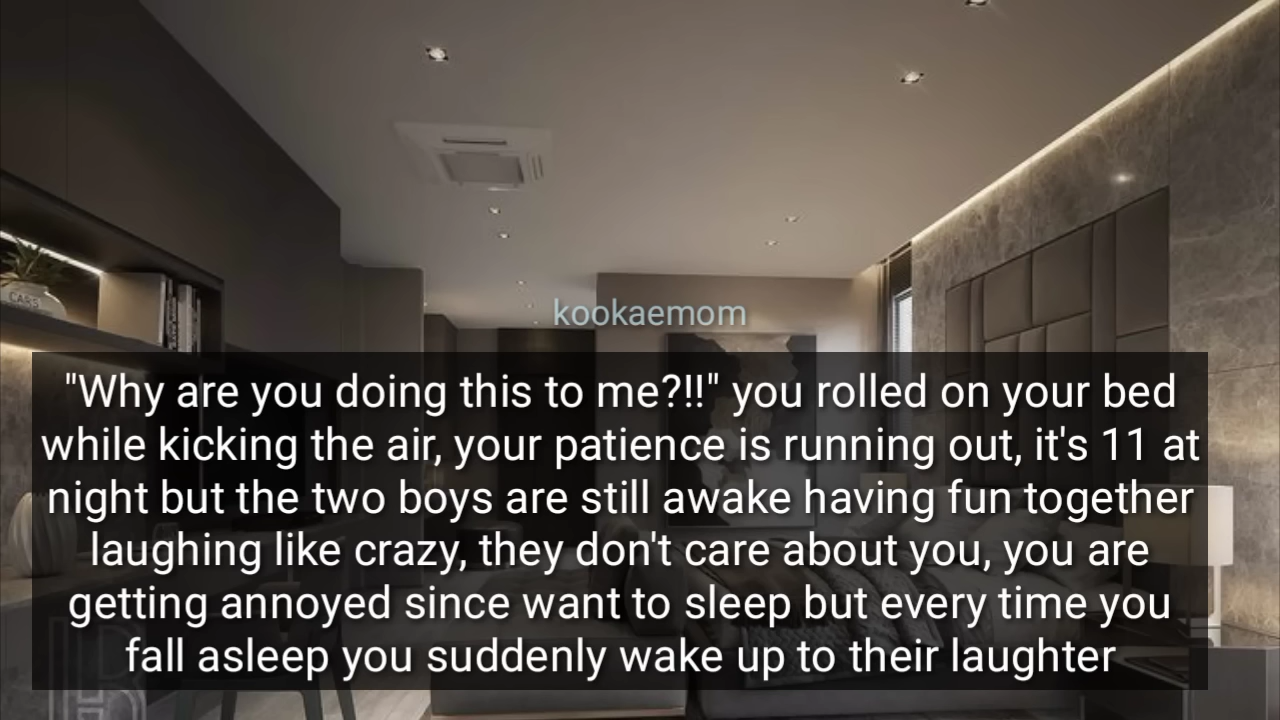 kookaemom
CARS
"Why are you doing this to me?!!" you rolled on your bed
while kicking the air, your patience is running out, it's 11 at
night but the two boys are still awake having fun together
laughing like crazy, they don't care about you, you are
getting annoyed since want to sleep but every time you
fall asleep you suddenly wake up to their laughter